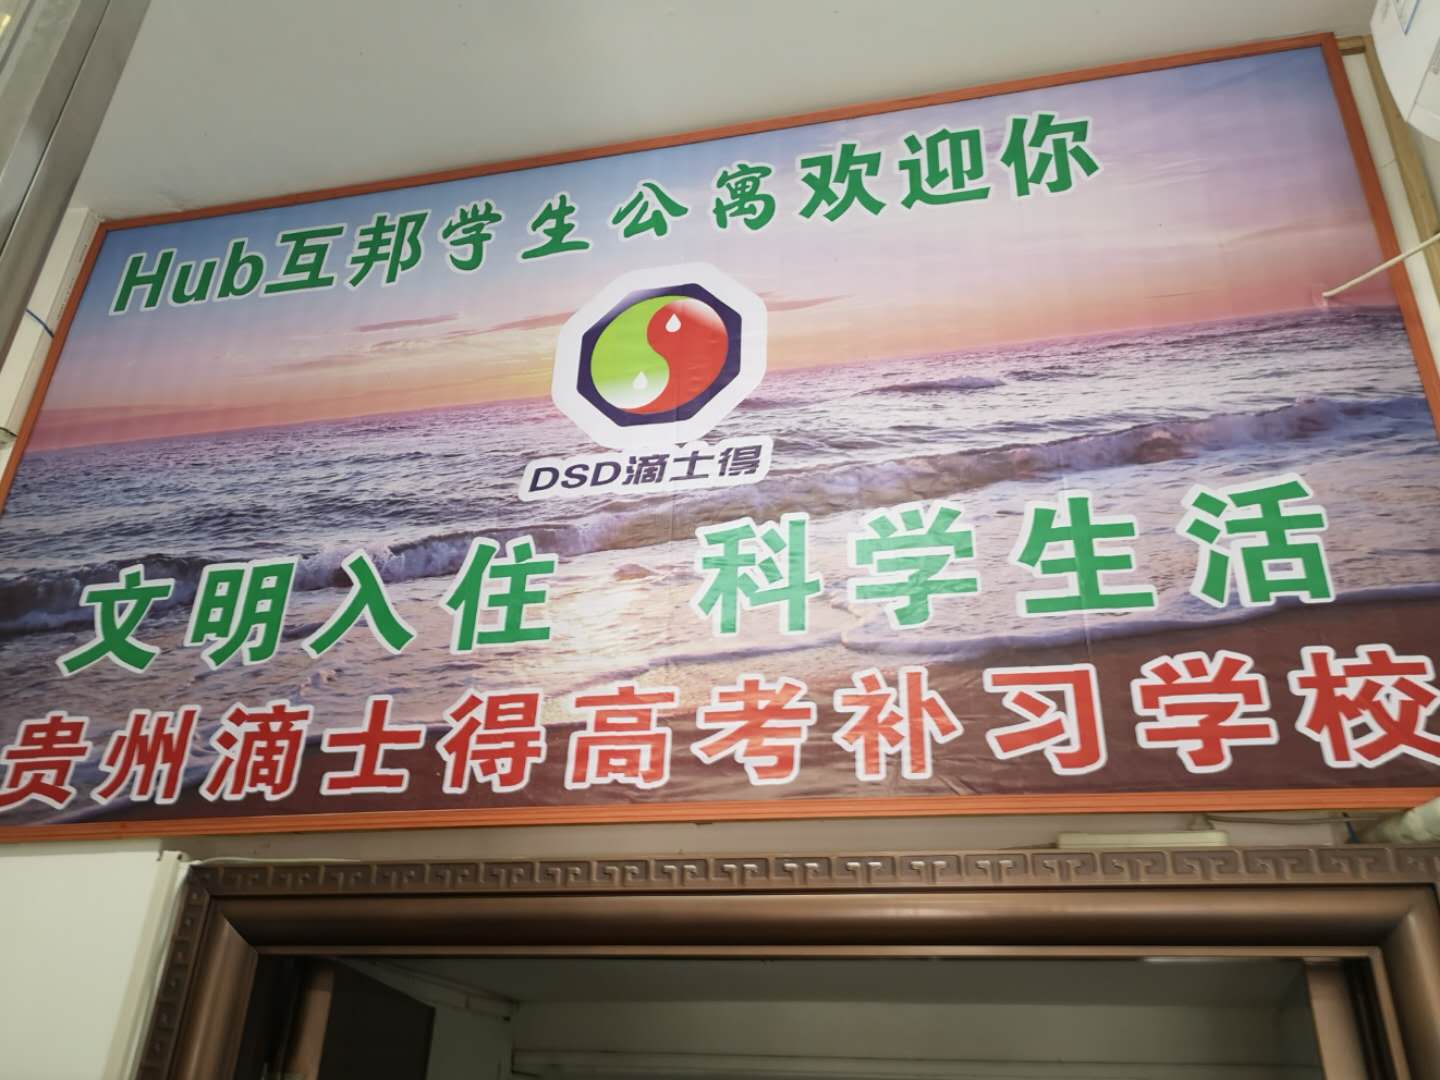 Hub互邦学生公寓欢迎你
DSD滴士得
文明入住 科学生活
贵州滴士得高考补习学校